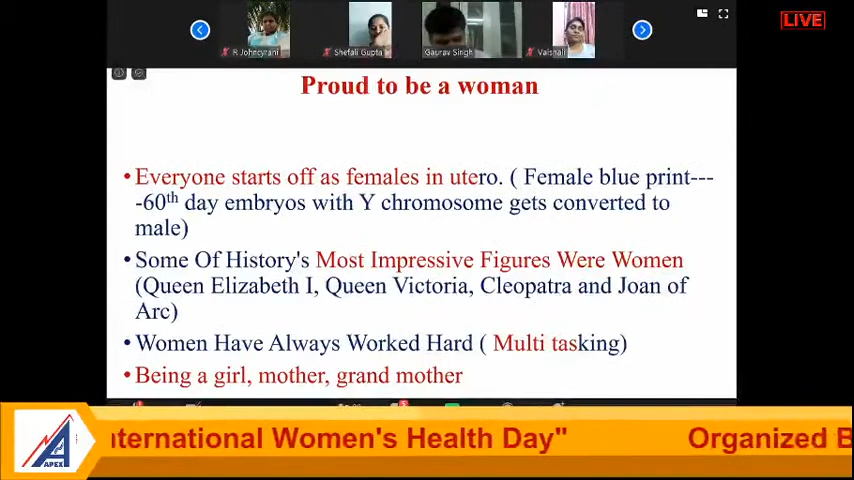 LIVE
R Johncyrani
Shefali Gupta
Gaurav Singh
Vaishali
Proud to be a woman
•Everyone starts off as females in utero. ( Female blue print---
-60th day embryos with Y chromosome gets converted to
male)
•Some Of History's Most Impressive Figures Were Women
(Queen Elizabeth I, Queen Victoria, Cleopatra and Joan of
Arc)
•Women Have Always Worked Hard ( Multi tasking)
•Being a girl, mother, grand mother
APEX
nternational Women's Health Day" Organized B